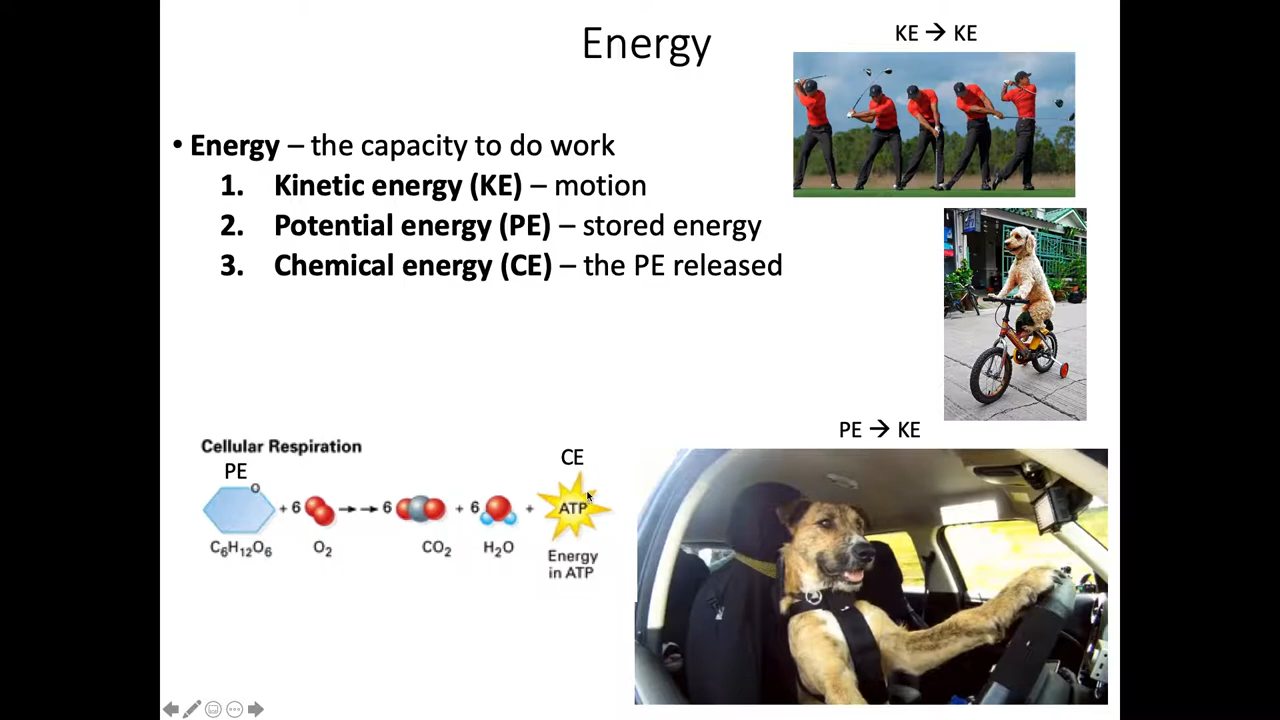 Energy
KE → KE
• Energy – the capacity to do work
1. Kinetic energy (KE) – motion
2. Potential energy (PE) – stored energy
3. Chemical energy (CE) – the PE released
PE → KE
Cellular Respiration
PE
CE
O
+ 6 →→ 6 + 6 + ATP
C₆H₁₂O₆ O₂ CO₂ H₂O Energy
in ATP